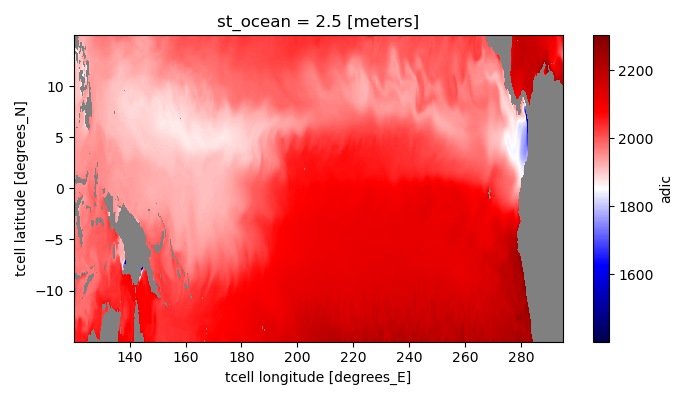 st_ocean = 2.5 [meters]
10
5
0
−5
−10
tcell latitude [degrees_N]
140 160 180 200 220 240 260 280
tcell longitude [degrees_E]
2200
2000
1800
1600
adic